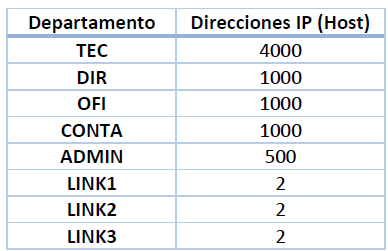 Departamento Direcciones IP (Host)
TEC 4000
DIR 1000
OFI 1000
CONTA 1000
ADMIN 500
LINK1 2
LINK2 2
LINK3 2